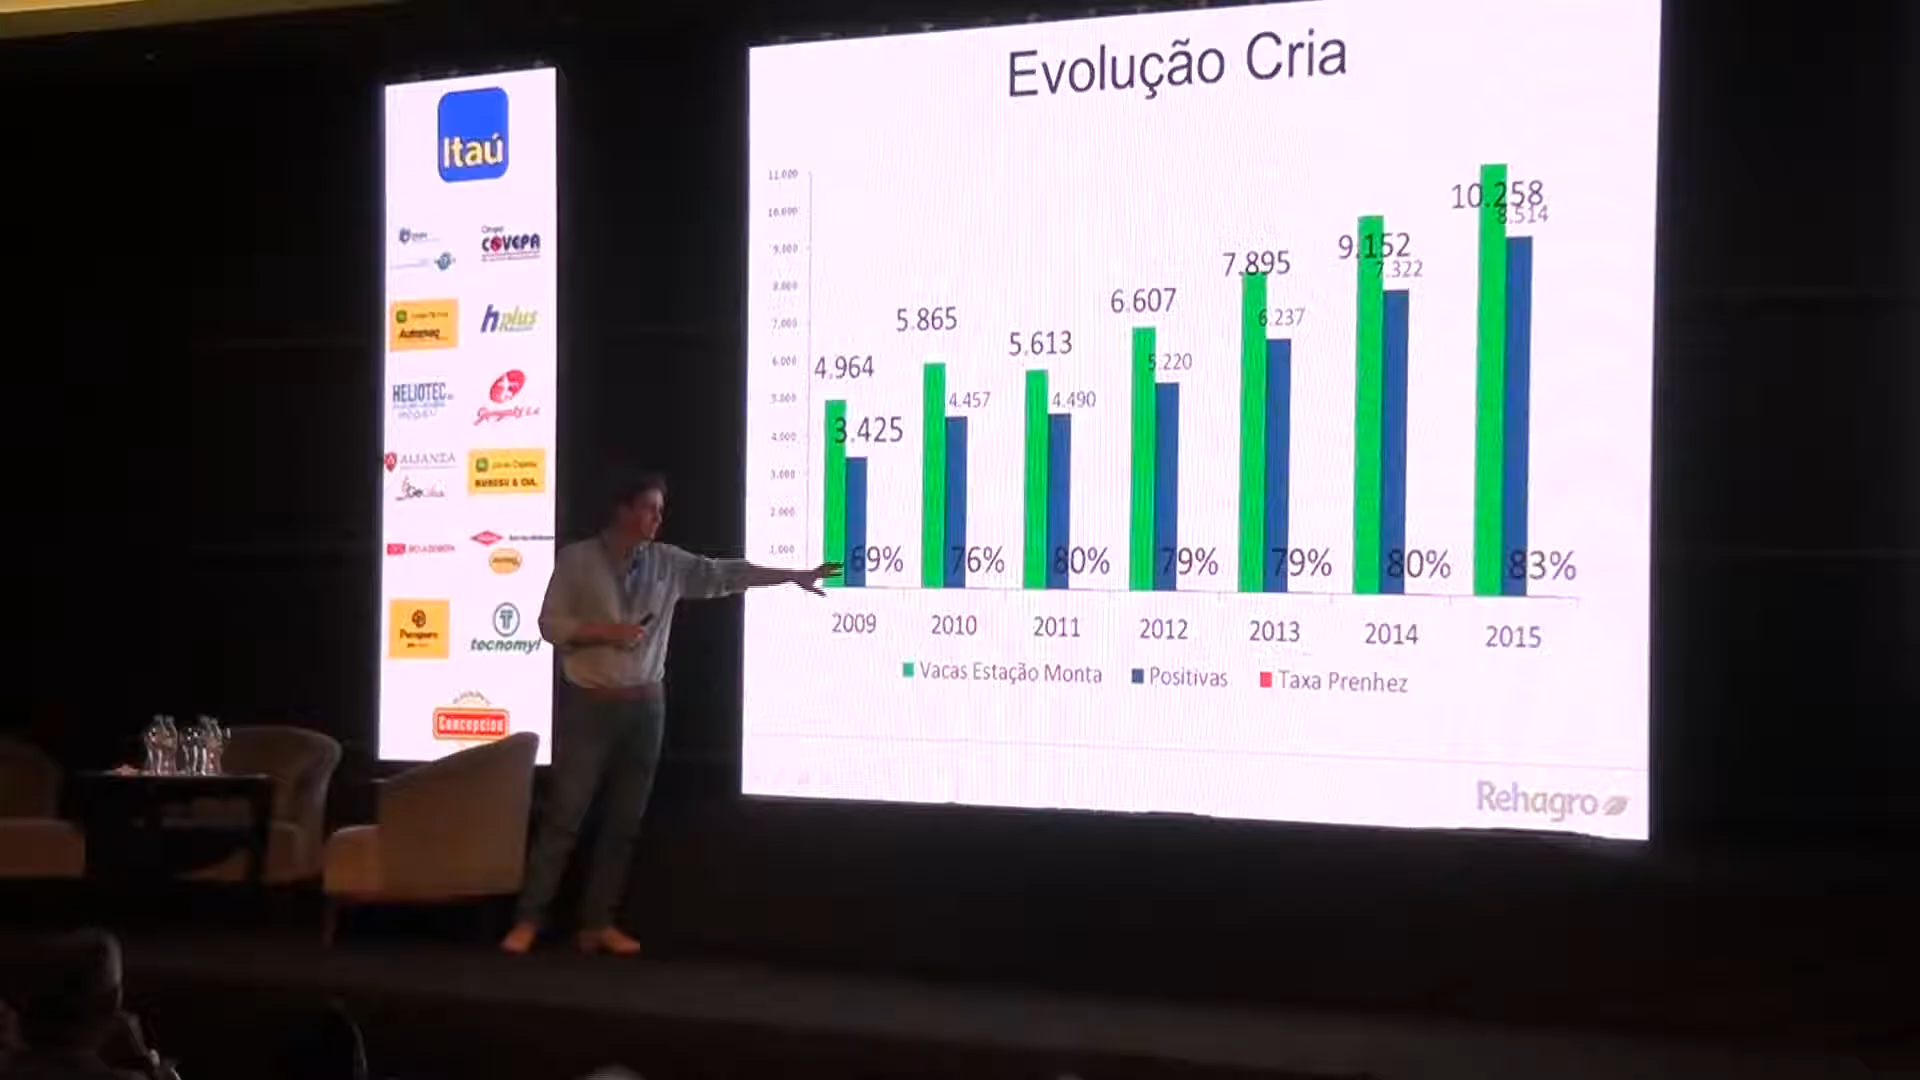 Evolução Cria
Itaú
Grupo
COVEPA
Automaq
hplus
HELIOTEC
ALIANZA
tecnomyl
Concepcion
11.000
10.000
9.000
8.000
7.000
6.000
5.000
4.000
3.000
2.000
1.000
4.964
3.425
69%
5.865
4.457
76%
5.613
4.490
80%
6.607
5.220
79%
7.895
6.237
79%
9.152
7.322
80%
10.258
8.514
83%
2009 2010 2011 2012 2013 2014 2015
Vacas Estação Monta Positivas Taxa Prenhez
Rehagro